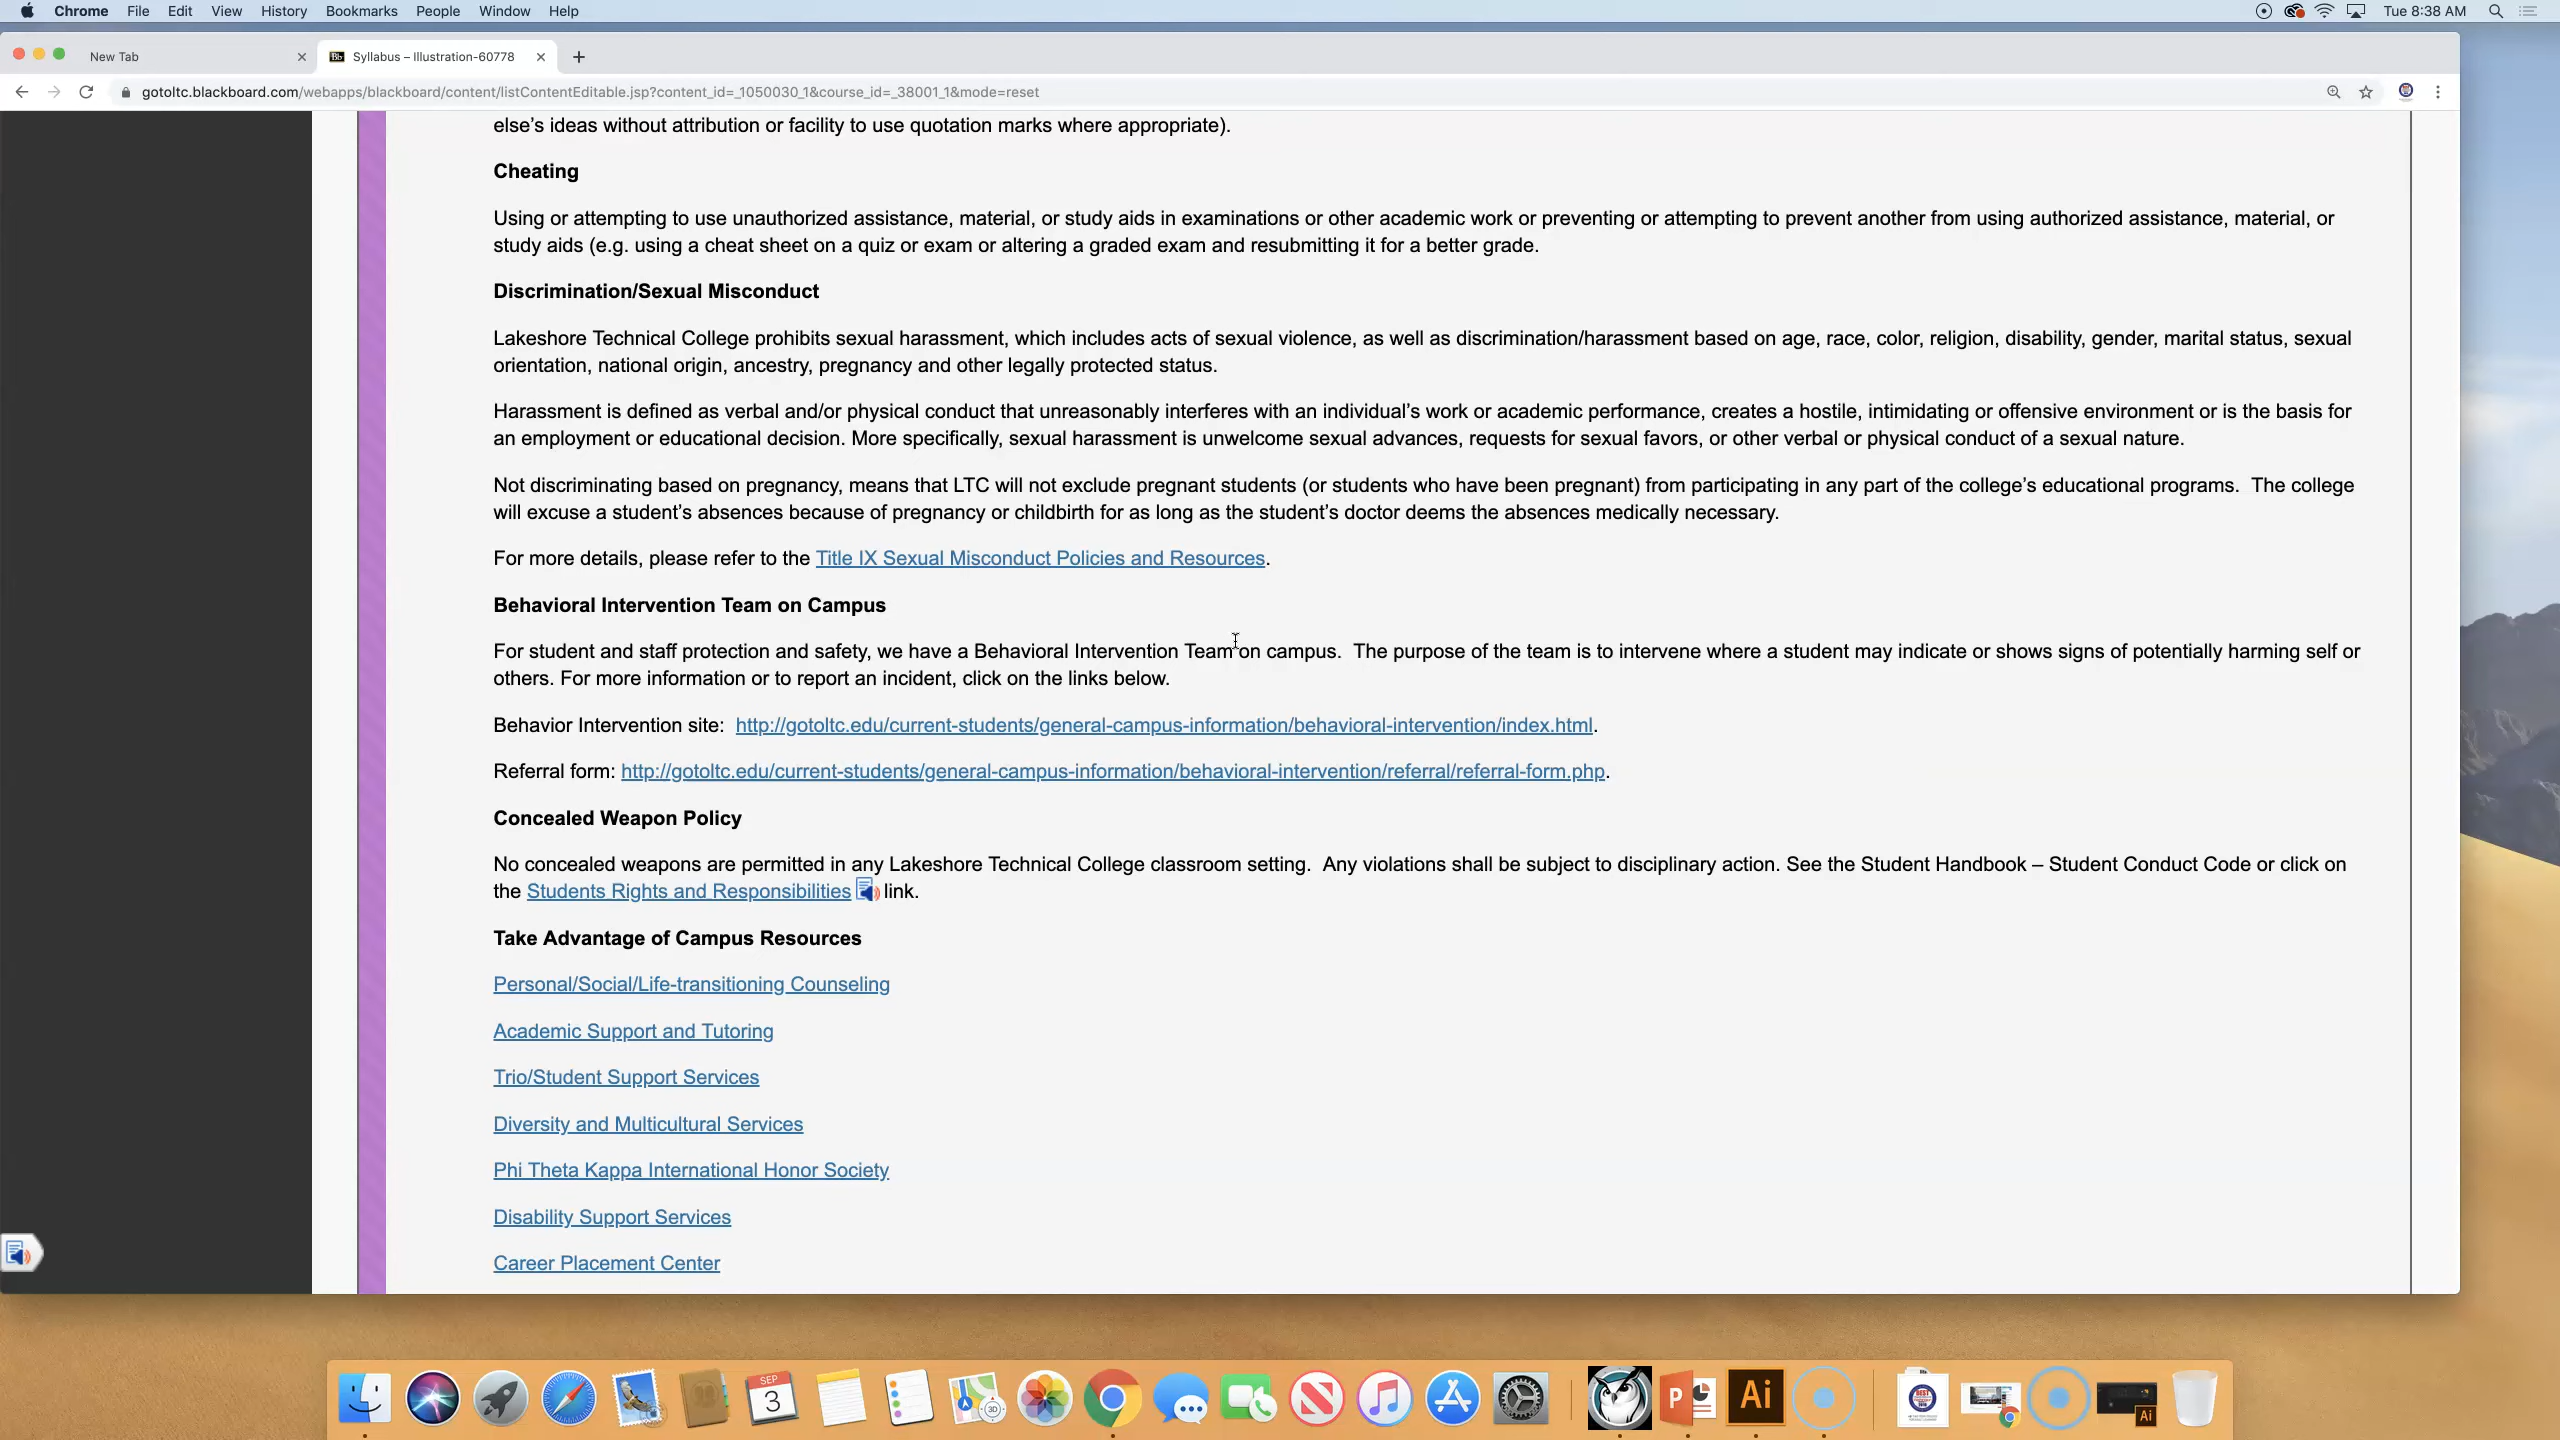 Chrome File Edit View History Bookmarks People Window Help Tue 8:38 AM
New Tab Syllabus – Illustration-60778
gotoltc.blackboard.com/webapps/blackboard/content/listContentEditable.jsp?content_id=_1050030_1&course_id=_38001_1&mode=reset
else’s ideas without attribution or facility to use quotation marks where appropriate).
Cheating
Using or attempting to use unauthorized assistance, material, or study aids in examinations or other academic work or preventing or attempting to prevent another from using authorized assistance, material, or
study aids (e.g. using a cheat sheet on a quiz or exam or altering a graded exam and resubmitting it for a better grade.
Discrimination/Sexual Misconduct
Lakeshore Technical College prohibits sexual harassment, which includes acts of sexual violence, as well as discrimination/harassment based on age, race, color, religion, disability, gender, marital status, sexual
orientation, national origin, ancestry, pregnancy and other legally protected status.
Harassment is defined as verbal and/or physical conduct that unreasonably interferes with an individual’s work or academic performance, creates a hostile, intimidating or offensive environment or is the basis for
an employment or educational decision. More specifically, sexual harassment is unwelcome sexual advances, requests for sexual favors, or other verbal or physical conduct of a sexual nature.
Not discriminating based on pregnancy, means that LTC will not exclude pregnant students (or students who have been pregnant) from participating in any part of the college’s educational programs. The college
will excuse a student’s absences because of pregnancy or childbirth for as long as the student’s doctor deems the absences medically necessary.
For more details, please refer to the Title IX Sexual Misconduct Policies and Resources.
Behavioral Intervention Team on Campus
For student and staff protection and safety, we have a Behavioral Intervention Team on campus. The purpose of the team is to intervene where a student may indicate or shows signs of potentially harming self or
others. For more information or to report an incident, click on the links below.
Behavior Intervention site: http://gotoltc.edu/current-students/general-campus-information/behavioral-intervention/index.html.
Referral form: http://gotoltc.edu/current-students/general-campus-information/behavioral-intervention/referral/referral-form.php.
Concealed Weapon Policy
No concealed weapons are permitted in any Lakeshore Technical College classroom setting. Any violations shall be subject to disciplinary action. See the Student Handbook – Student Conduct Code or click on
the Students Rights and Responsibilities link.
Take Advantage of Campus Resources
Personal/Social/Life-transitioning Counseling
Academic Support and Tutoring
Trio/Student Support Services
Diversity and Multicultural Services
Phi Theta Kappa International Honor Society
Disability Support Services
Career Placement Center
SEP
3
3D
P
Ai
Ai